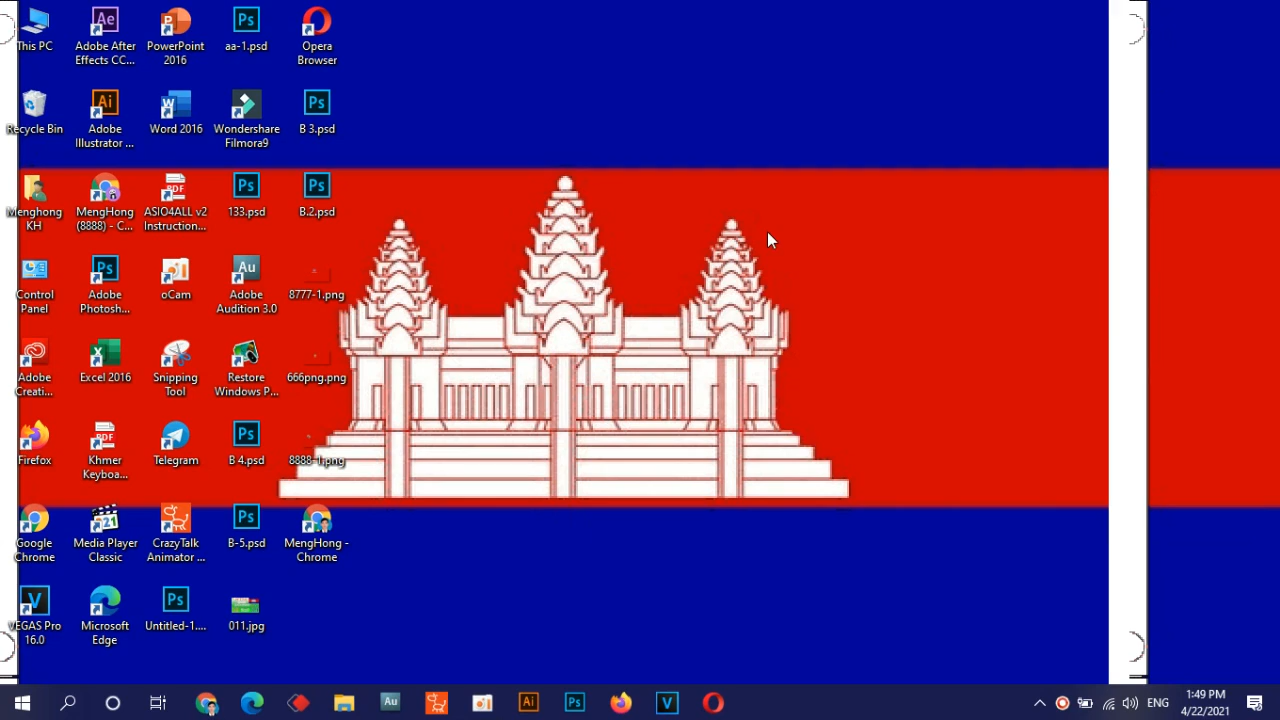 This PC
Adobe After
Effects CC...
PowerPoint
2016
aa-1.psd
Opera
Browser
Recycle Bin
Adobe
Illustrator ...
Word 2016
Wondershare
Filmora9
B 3.psd
Menghong
KH
MengHong
(8888) - C...
ASIO4ALL v2
Instruction...
133.psd
B.2.psd
Control
Panel
Adobe
Photosh...
oCam
Adobe
Audition 3.0
8777-1.png
Adobe
Creati...
Excel 2016
Snipping
Tool
Restore
Windows P...
666png.png
Firefox
Khmer
Keyboa...
Telegram
B 4.psd
8888-1.png
Google
Chrome
Media Player
Classic
CrazyTalk
Animator ...
B-5.psd
MengHong -
Chrome
VEGAS Pro
16.0
Microsoft
Edge
Untitled-1....
011.jpg
ENG
1:49 PM
4/22/2021